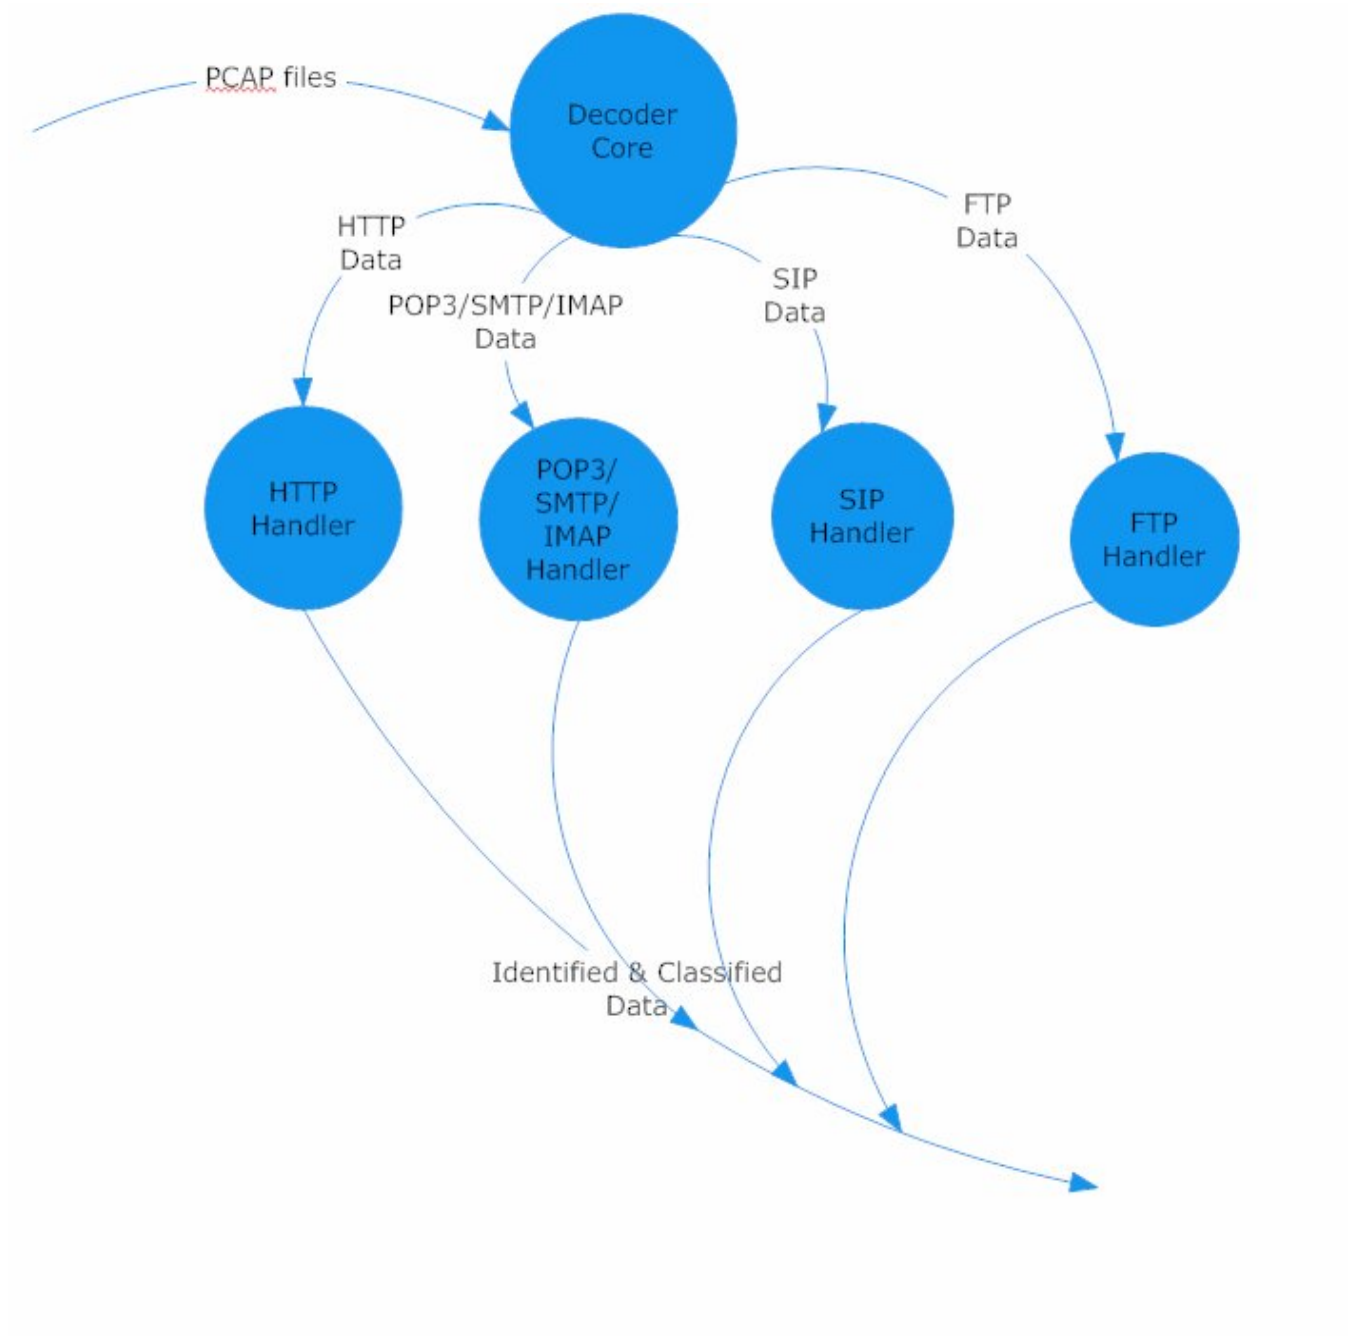 PCAP files
Decoder
Core
HTTP
Data
POP3/SMTP/IMAP
Data
SIP
Data
FTP
Data
HTTP
Handler
POP3/
SMTP/
IMAP
Handler
SIP
Handler
FTP
Handler
Identified & Classified
Data